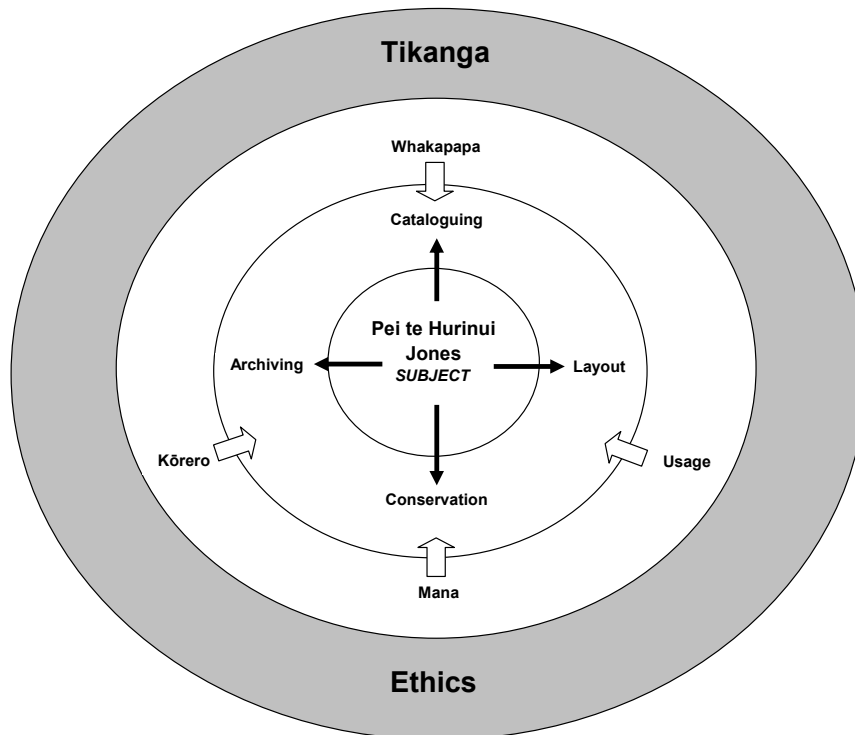 Tikanga
Whakapapa
Cataloguing
Pei te Hurinui
Jones
SUBJECT
Archiving
Layout
Kōrero
Usage
Conservation
Mana
Ethics